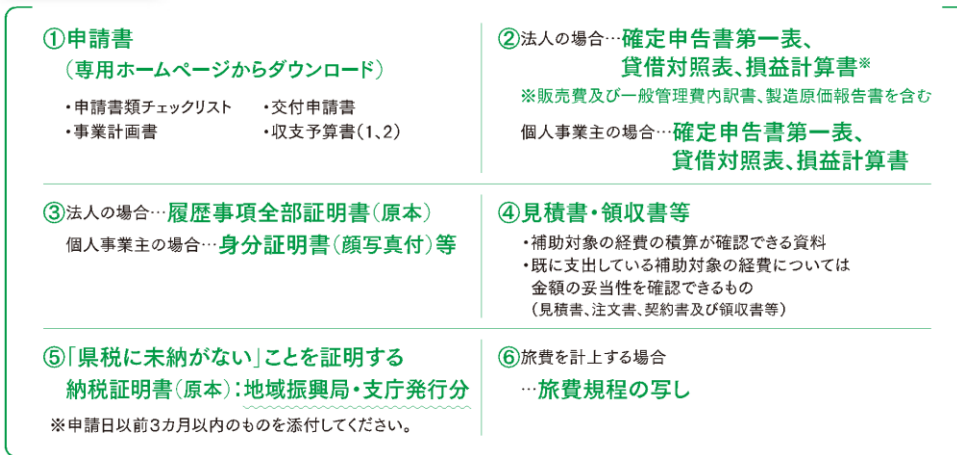 ①申請書
（専用ホームページからダウンロード）
・申請書類チェックリスト ・交付申請書
・事業計画書 ・収支予算書（1、2）
②法人の場合…確定申告書第一表、
貸借対照表、損益計算書※
※販売費及び一般管理費内訳書、製造原価報告書を含む
個人事業主の場合…確定申告書第一表、
貸借対照表、損益計算書
③法人の場合…履歴事項全部証明書（原本）
個人事業主の場合…身分証明書（顔写真付）等
④見積書・領収書等
・補助対象の経費の積算が確認できる資料
・既に支出している補助対象の経費については
金額の妥当性を確認できるもの
（見積書、注文書、契約書及び領収書等）
⑤「県税に未納がない」ことを証明する
納税証明書（原本）：地域振興局・支庁発行分
※申請日以前3カ月以内のものを添付してください。
⑥旅費を計上する場合
…旅費規程の写し